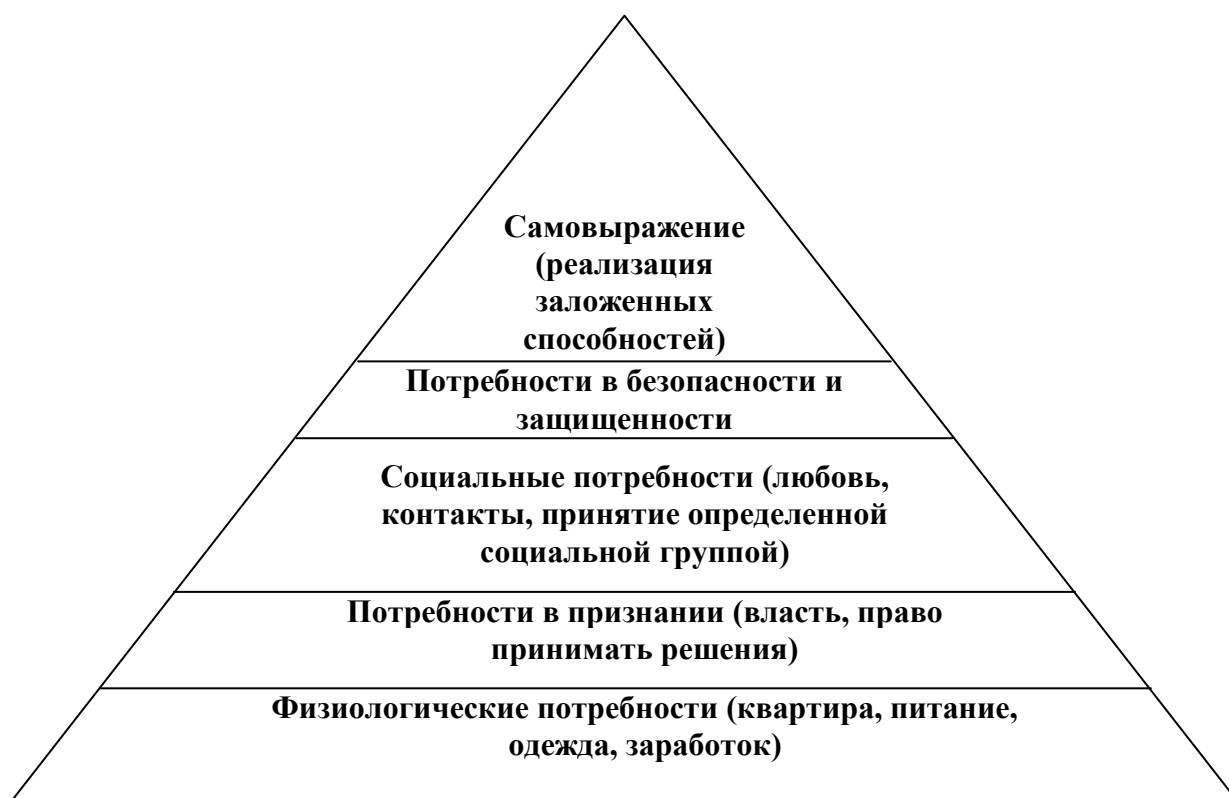 Самовыражение
(реализация
заложенных
способностей)
Потребности в безопасности и
защищенности
Социальные потребности (любовь,
контакты, принятие определенной
социальной группой)
Потребности в признании (власть, право
принимать решения)
Физиологические потребности (квартира, питание,
одежда, заработок)